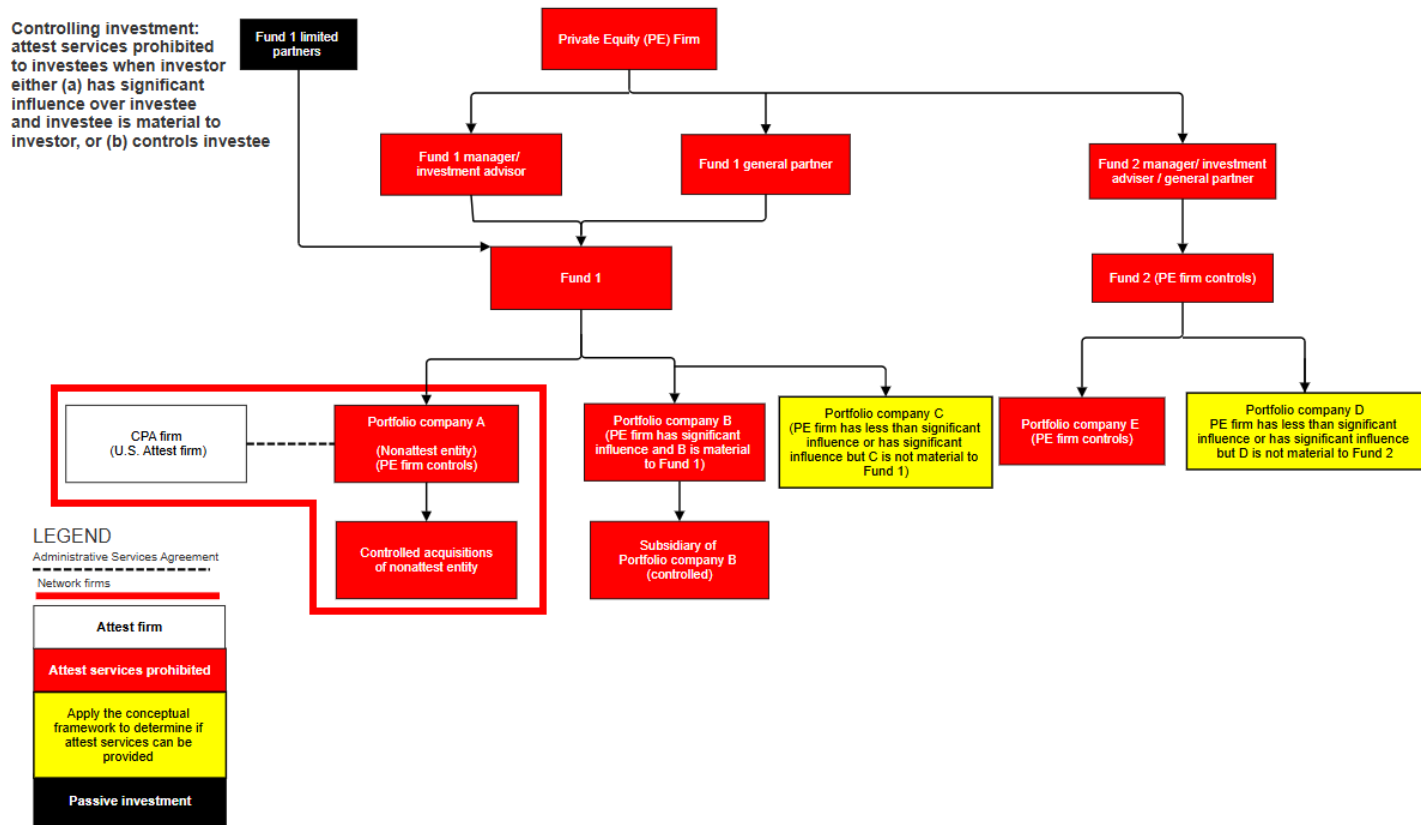 Controlling investment:
attest services prohibited
to investees when investor
either (a) has significant
influence over investee
and investee is material to
investor, or (b) controls investee
Fund 1 limited
partners
Private Equity (PE) Firm
Fund 1 manager/
investment advisor
Fund 1 general partner
Fund 2 manager/ investment
adviser / general partner
Fund 1
Fund 2 (PE firm controls)
CPA firm
(U.S. Attest firm)
Portfolio company A
(Nonattest entity)
(PE firm controls)
Portfolio company B
(PE firm has significant
influence and B is material
to Fund 1)
Portfolio company C
(PE firm has less than significant
influence or has significant
influence but C is not material to
Fund 1)
Portfolio company E
(PE firm controls)
Portfolio company D
PE firm has less than significant
influence or has significant influence
but D is not material to Fund 2
Controlled acquisitions
of nonattest entity
Subsidiary of
Portfolio company B
(controlled)
LEGEND
Administrative Services Agreement
Network firms
Attest firm
Attest services prohibited
Apply the conceptual
framework to determine if
attest services can be
provided
Passive investment